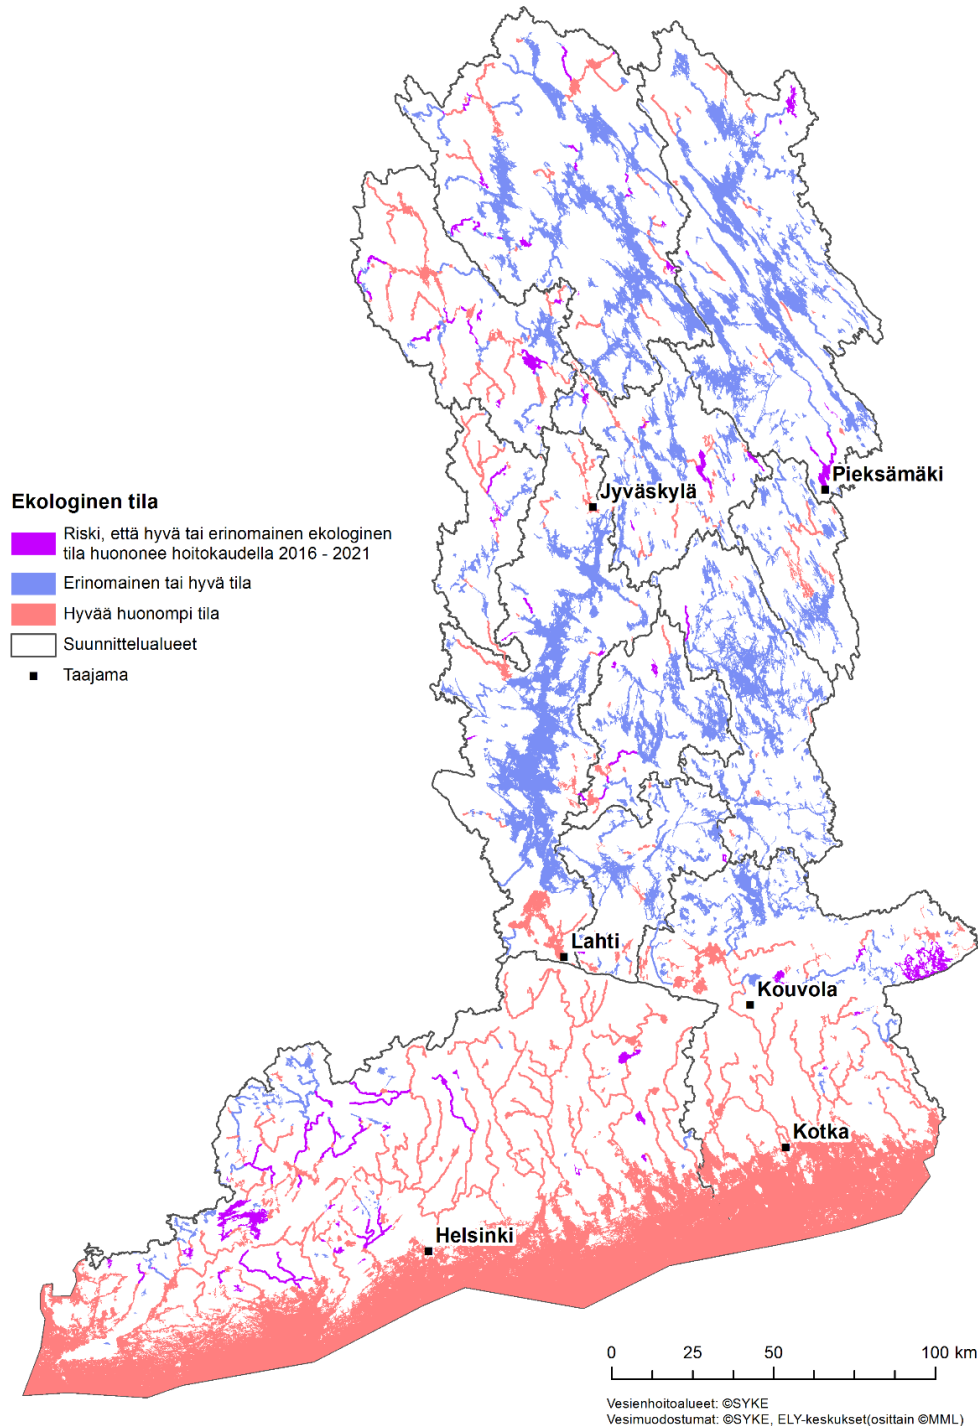 Pieksämäki
Jyväskylä
Ekologinen tila
Riski, että hyvä tai erinomainen ekologinen
tila huononee hoitokaudella 2016 - 2021
Erinomainen tai hyvä tila
Hyvää huonompi tila
Suunnittelualueet
Taajama
Lahti
Kouvola
Kotka
Helsinki
0 25 50 100 km
Vesienhoitoalueet: ©SYKE
Vesimuodostumat: ©SYKE, ELY-keskukset(osittain ©MML)